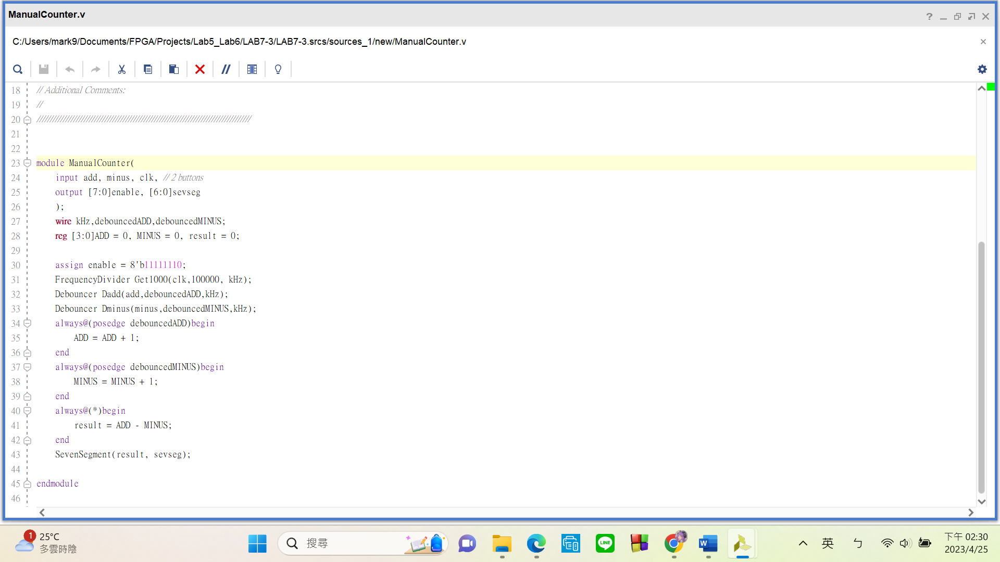 ManualCounter.v
C:/Users/mark9/Documents/FPGA/Projects/Lab5_Lab6/LAB7-3/LAB7-3.srcs/sources_1/new/ManualCounter.v
18 // Additional Comments:
19 //
20 //////////////////////////////////////////////////////////////////////////////////
21
22
23 module ManualCounter(
24 input add, minus, clk, // 2 buttons
25 output [7:0]enable, [6:0]sevseg
26 );
27 wire kHz,debouncedADD,debouncedMINUS;
28 reg [3:0]ADD = 0, MINUS = 0, result = 0;
29
30 assign enable = 8'b11111110;
31 FrequencyDivider Get1000(clk,100000, kHz);
32 Debouncer Dadd(add,debouncedADD,kHz);
33 Debouncer Dminus(minus,debouncedMINUS,kHz);
34 always@(posedge debouncedADD)begin
35 ADD = ADD + 1;
36 end
37 always@(posedge debouncedMINUS)begin
38 MINUS = MINUS + 1;
39 end
40 always@(*)begin
41 result = ADD - MINUS;
42 end
43 SevenSegment(result, sevseg);
44
45 endmodule
46
1
25°C
多雲時陰
搜尋
LINE
W
英
ㄅ
下午 02:30
2023/4/25